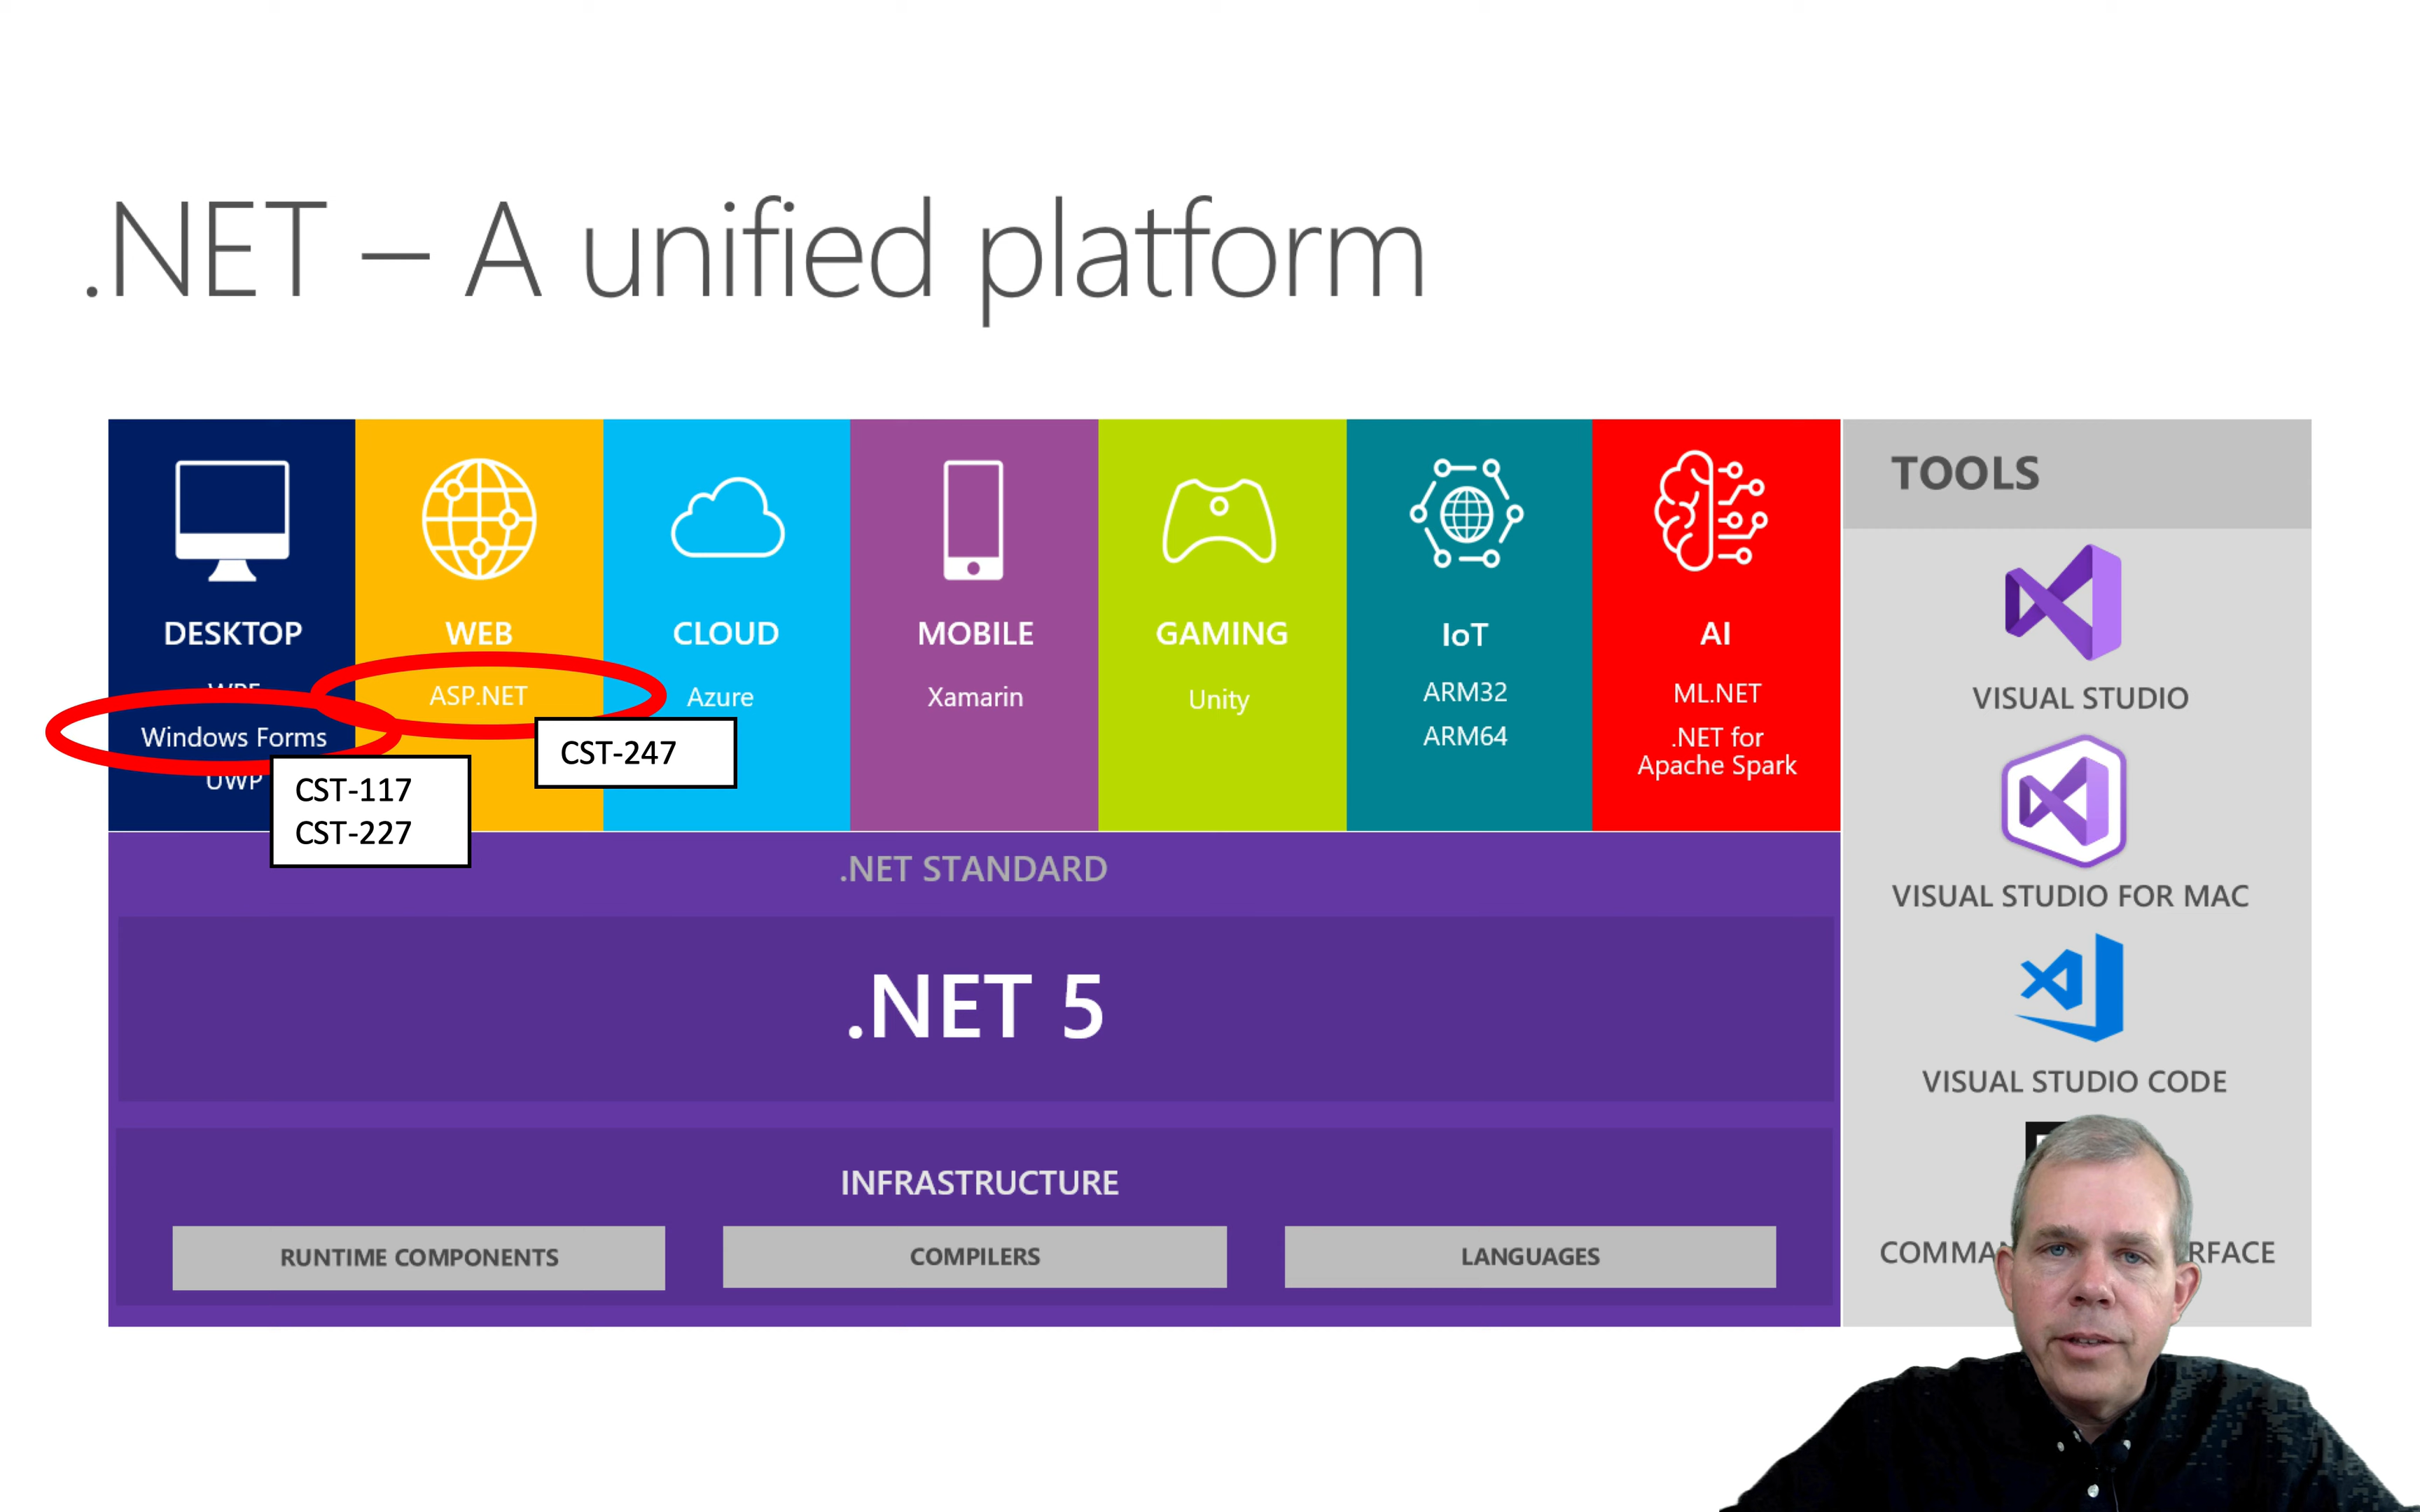 .NET – A unified platform
DESKTOP
Windows Forms
UWP
CST-117
CST-227
WEB
ASP.NET
CST-247
CLOUD
Azure
MOBILE
Xamarin
GAMING
Unity
IoT
ARM32
ARM64
AI
ML.NET
.NET for
Apache Spark
.NET STANDARD
.NET 5
INFRASTRUCTURE
RUNTIME COMPONENTS
COMPILERS
LANGUAGES
TOOLS
VISUAL STUDIO
VISUAL STUDIO FOR MAC
VISUAL STUDIO CODE